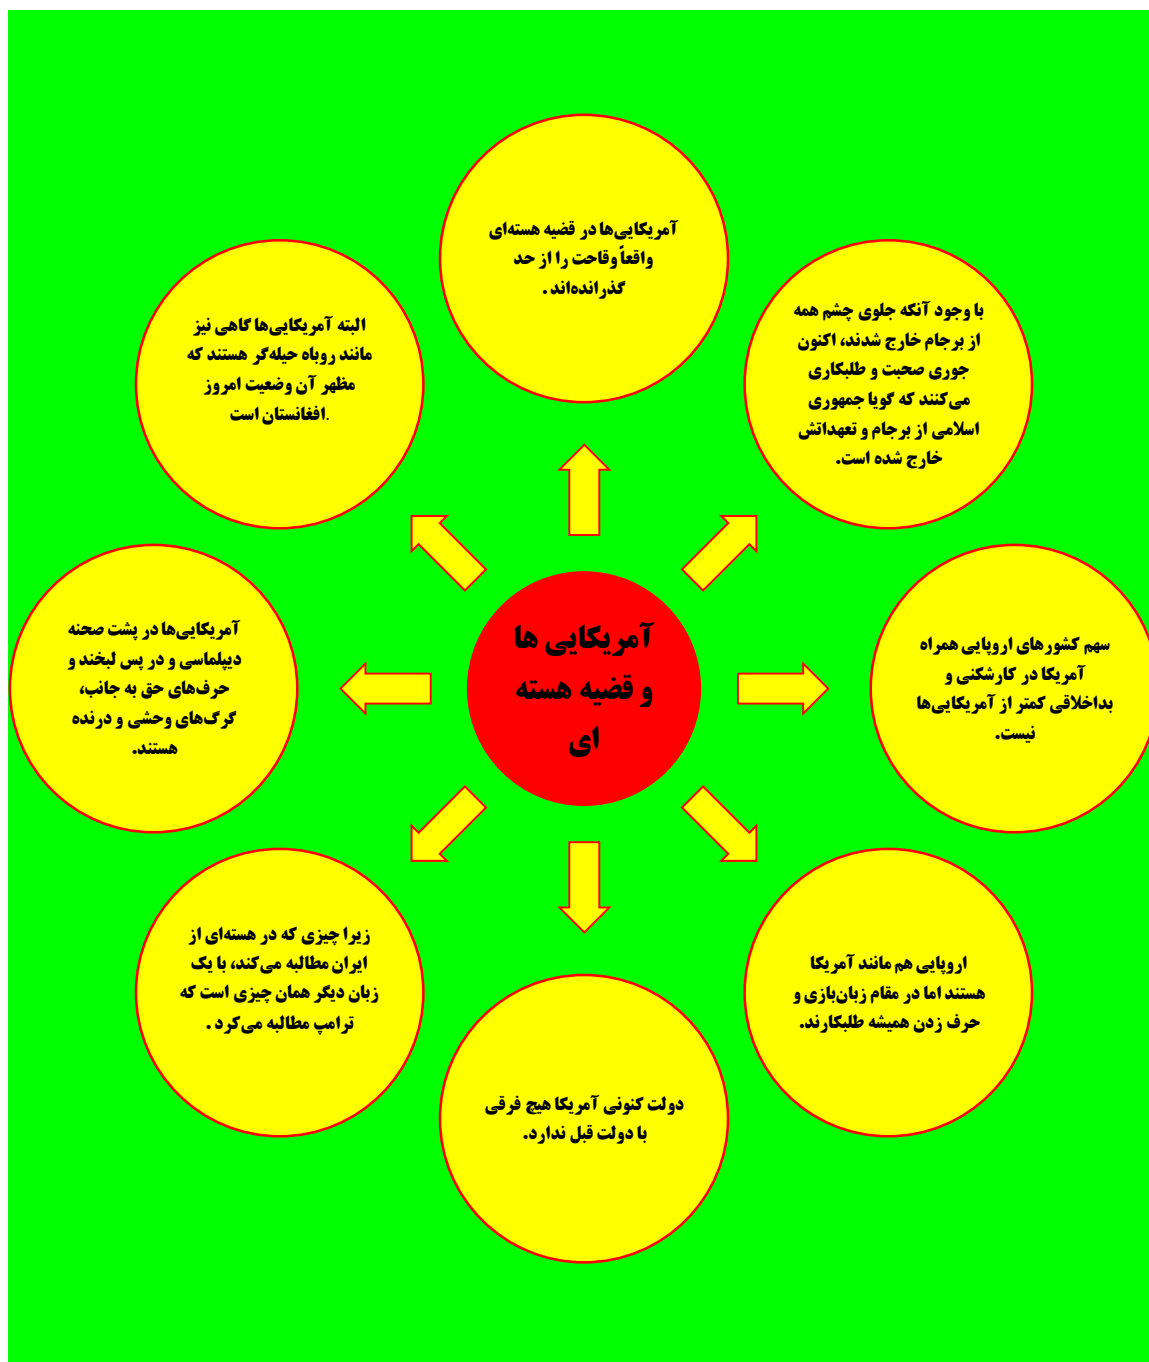 آمریکایی‌ها در قضیه هسته‌ای
واقعاً وقاحت را از حد
گذرانده‌اند .
با وجود آنکه جلوی چشم همه
از برجام خارج شدند، اکنون
جوری صحبت و طلبکاری
می‌کنند که گویا جمهوری
اسلامی از برجام و تعهداتش
خارج شده است.
سهم کشورهای اروپایی همراه
آمریکا در کارشکنی و
بداخلاقی کمتر از آمریکایی‌ها
نیست.
اروپایی هم مانند آمریکا
هستند اما در مقام زبان‌بازی و
حرف زدن همیشه طلبکارند.
دولت کنونی آمریکا هیچ فرقی
با دولت قبل ندارد.
زیرا چیزی که در هسته‌ای از
ایران مطالبه می‌کند، با یک
زبان دیگر همان چیزی است که
ترامپ مطالبه می‌کرد .
آمریکایی‌ها در پشت صحنه
دیپلماسی و در پس لبخند و
حرف‌های حق به جانب،
گرگ‌های وحشی و درنده
هستند.
البته آمریکایی‌ها گاهی نیز
مانند روباه حیله‌گر هستند که
مظهر آن وضعیت امروز
.افغانستان است
آمریکایی ها
و قضیه هسته
ای